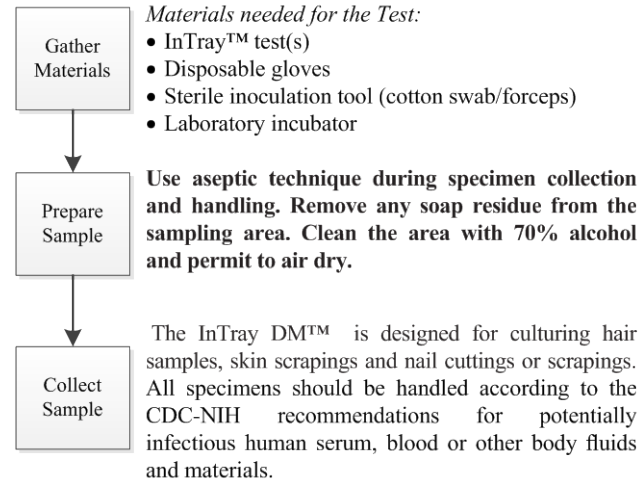 Gather
Materials
Materials needed for the Test:
• InTray™ test(s)
• Disposable gloves
• Sterile inoculation tool (cotton swab/forceps)
• Laboratory incubator
Prepare
Sample
Use aseptic technique during specimen collection
and handling. Remove any soap residue from the
sampling area. Clean the area with 70% alcohol
and permit to air dry.
Collect
Sample
The InTray DM™ is designed for culturing hair
samples, skin scrapings and nail cuttings or scrapings.
All specimens should be handled according to the
CDC-NIH recommendations for potentially
infectious human serum, blood or other body fluids
and materials.